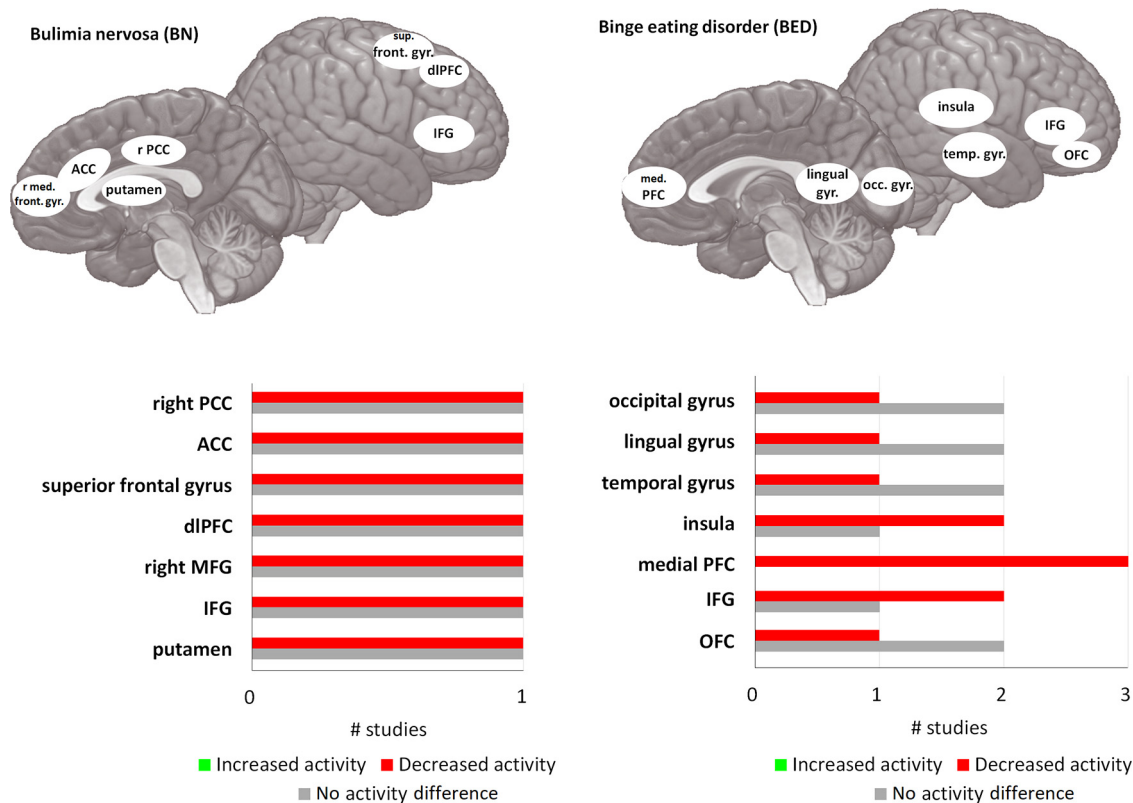 Bulimia nervosa (BN)
sup.
front. gyr.
dlPFC
IFG
r PCC
ACC
r med.
front. gyr.
putamen
Binge eating disorder (BED)
insula
IFG
temp. gyr.
OFC
med.
PFC
lingual
gyr.
occ. gyr.
right PCC
ACC
superior frontal gyrus
dlPFC
right MFG
IFG
putamen
0 1
# studies
Increased activity Decreased activity
No activity difference
occipital gyrus
lingual gyrus
temporal gyrus
insula
medial PFC
IFG
OFC
0 1 2 3
# studies
Increased activity Decreased activity
No activity difference